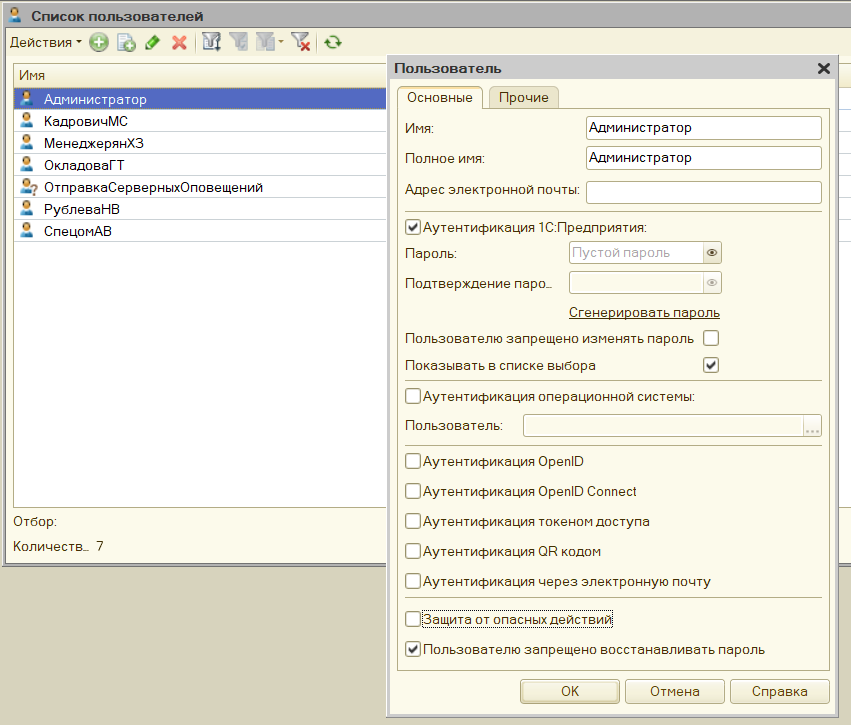 Список пользователей
Действия
Имя
Администратор
КадровичМС
МенеджерянХЗ
ОкладоваГТ
ОтправкаСерверныхОповещений
РублеваНВ
СпецомАВ
Отбор:
Количеств... 7
Пользователь
Основные Прочие
Имя: Администратор
Полное имя: Администратор
Адрес электронной почты:
Аутентификация 1С:Предприятия:
Пароль: Пустой пароль
Подтверждение паро...
Сгенерировать пароль
Пользователю запрещено изменять пароль
Показывать в списке выбора
Аутентификация операционной системы:
Пользователь: ...
Аутентификация OpenID
Аутентификация OpenID Connect
Аутентификация токеном доступа
Аутентификация QR кодом
Аутентификация через электронную почту
Защита от опасных действий
Пользователю запрещено восстанавливать пароль
OK Отмена Справка